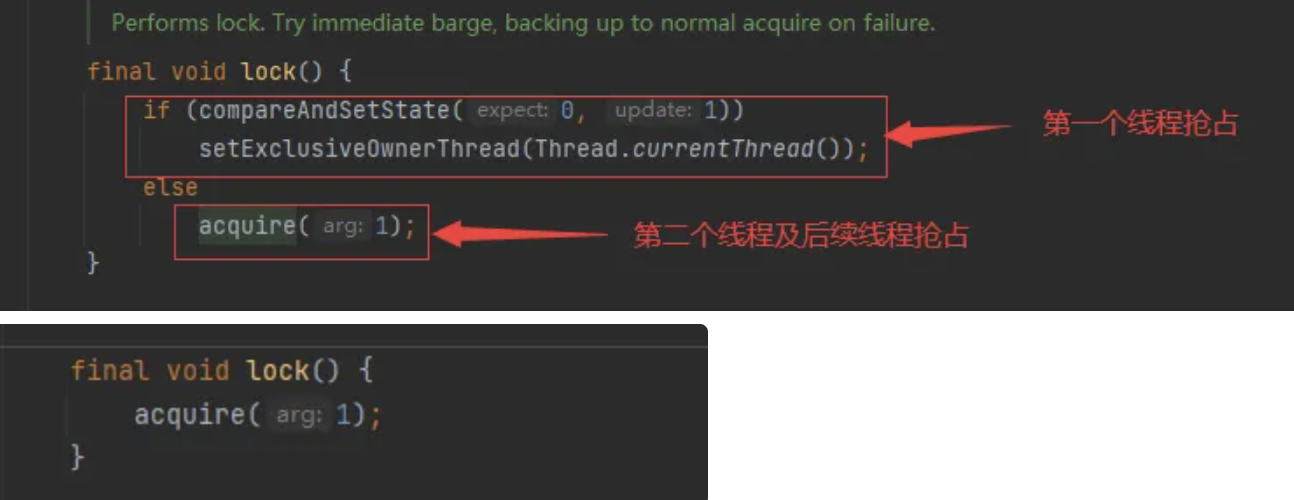 Performs lock. Try immediate barge, backing up to normal acquire on failure.
final void lock() {
if (compareAndSetState( expect: 0, update: 1))
第一个线程抢占
setExclusiveOwnerThread(Thread.currentThread());
else
acquire( arg: 1);
第二个线程及后续线程抢占
}
final void lock() {
acquire( arg: 1);
}